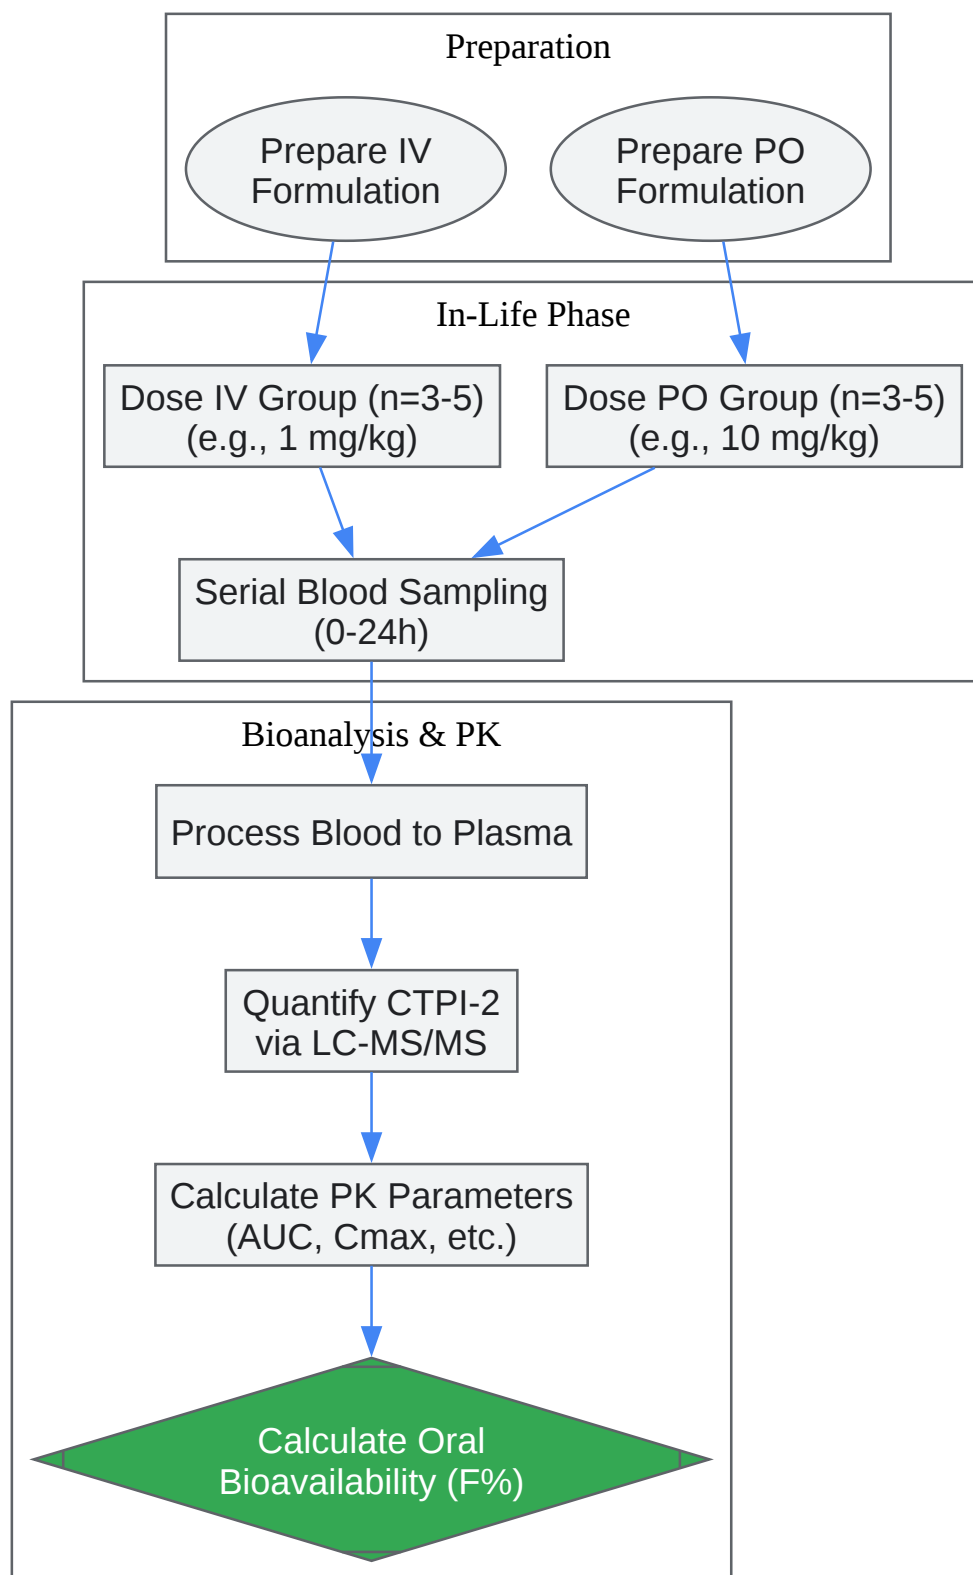 Preparation
Prepare IV
Formulation
Prepare PO
Formulation
In-Life Phase
Dose IV Group (n=3-5)
(e.g., 1 mg/kg)
Dose PO Group (n=3-5)
(e.g., 10 mg/kg)
Serial Blood Sampling
(0-24h)
Bioanalysis & PK
Process Blood to Plasma
Quantify CTPI-2
via LC-MS/MS
Calculate PK Parameters
(AUC, Cmax, etc.)
Calculate Oral
Bioavailability (F%)